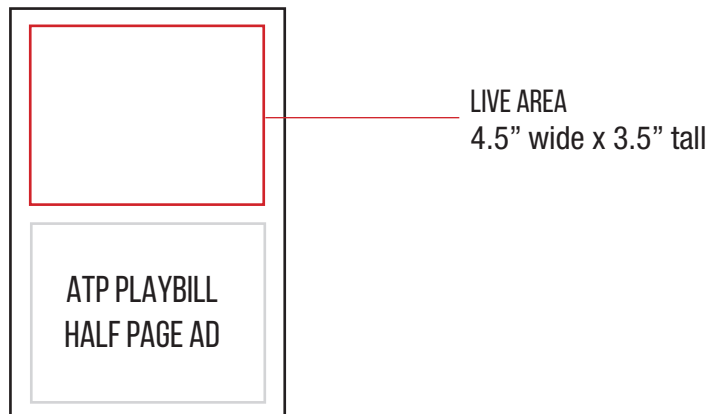 LIVE AREA
4.5” wide x 3.5” tall
ATP PLAYBILL
HALF PAGE AD